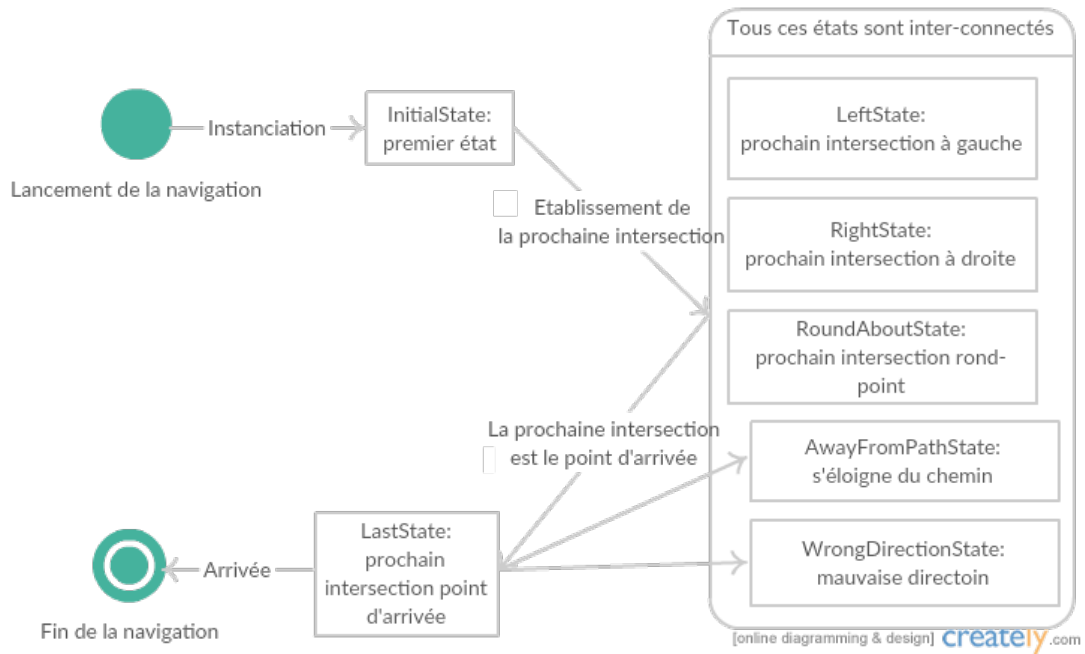 Tous ces états sont inter-connectés
LeftState:
prochain intersection à gauche
InitialState:
premier état
Instanciation
Lancement de la navigation
Etablissement de
la prochaine intersection
RightState:
prochain intersection à droite
RoundAboutState:
prochain intersection rond-
point
La prochaine intersection
est le point d'arrivée
AwayFromPathState:
s'éloigne du chemin
LastState:
prochain
intersection point
d'arrivée
WrongDirectionState:
mauvaise directoin
Arrivée
Fin de la navigation
[online diagramming & design] creately.com